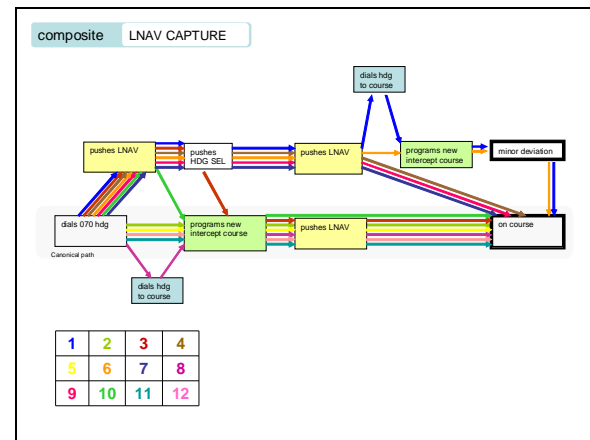 composite LNAV CAPTURE
dials hdg
to course
pushes LNAV
pushes
HDG SEL
pushes LNAV
programs new
intercept course
minor deviation
dials 070 hdg
programs new
intercept course
pushes LNAV
on course
Canonical path
dials hdg
to course
1 2 3 4
5 6 7 8
9 10 11 12